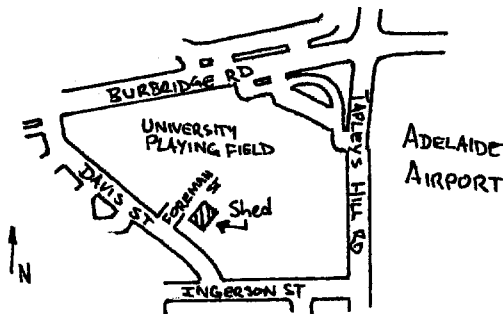 BURBRIDGE RD
UNIVERSITY
PLAYING FIELD
TAPLEYS HILL RD
ADELAIDE
AIRPORT
DAVIS ST
FOREMAN ST
Shed
N
INGERSON ST